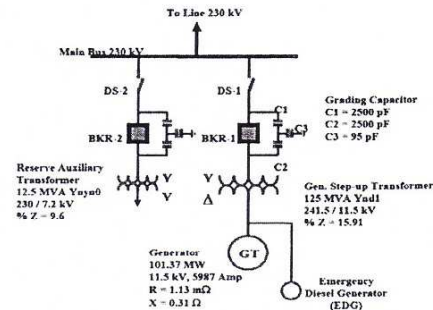 To Line 230 kV
Main Bus 230 kV
DS-2
DS-1
C1
Grading Capacitor
C1 = 2500 pF
C2 = 2500 pF
C3 = 95 pF
BKR-2
BKR-1
C3
C2
Reserve Auxiliary
Transformer
12.5 MVA Ynyn0
230 / 7.2 kV
% Z = 9.6
Y
Y
Y
Δ
Gen. Step-up Transformer
125 MVA Ynd1
241.5 / 11.5 kV
% Z = 15.91
Generator
101.37 MW
11.5 kV, 5987 Amp
R = 1.13 mΩ
X = 0.31 Ω
GT
Emergency
Diesel Generator
(EDG)